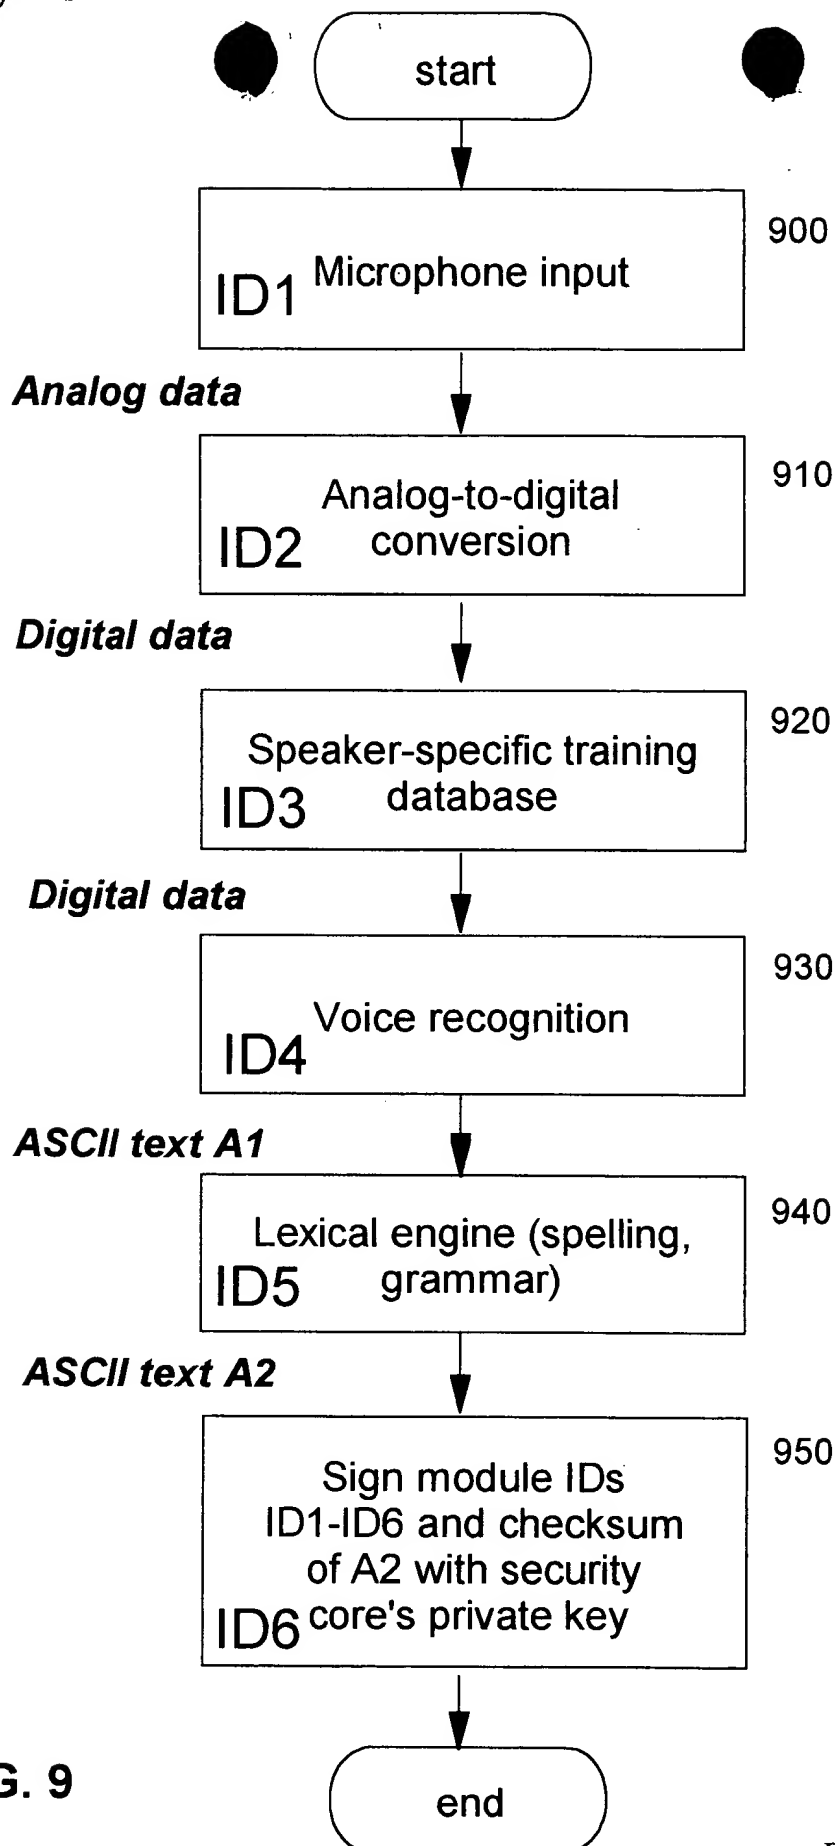 start
900
Microphone input
ID1
Analog data
910
Analog-to-digital
conversion
ID2
Digital data
920
Speaker-specific training
database
ID3
Digital data
930
Voice recognition
ID4
ASCII text A1
940
Lexical engine (spelling,
grammar)
ID5
ASCII text A2
950
Sign module IDs
ID1-ID6 and checksum
of A2 with security
core's private key
ID6
G. 9
end